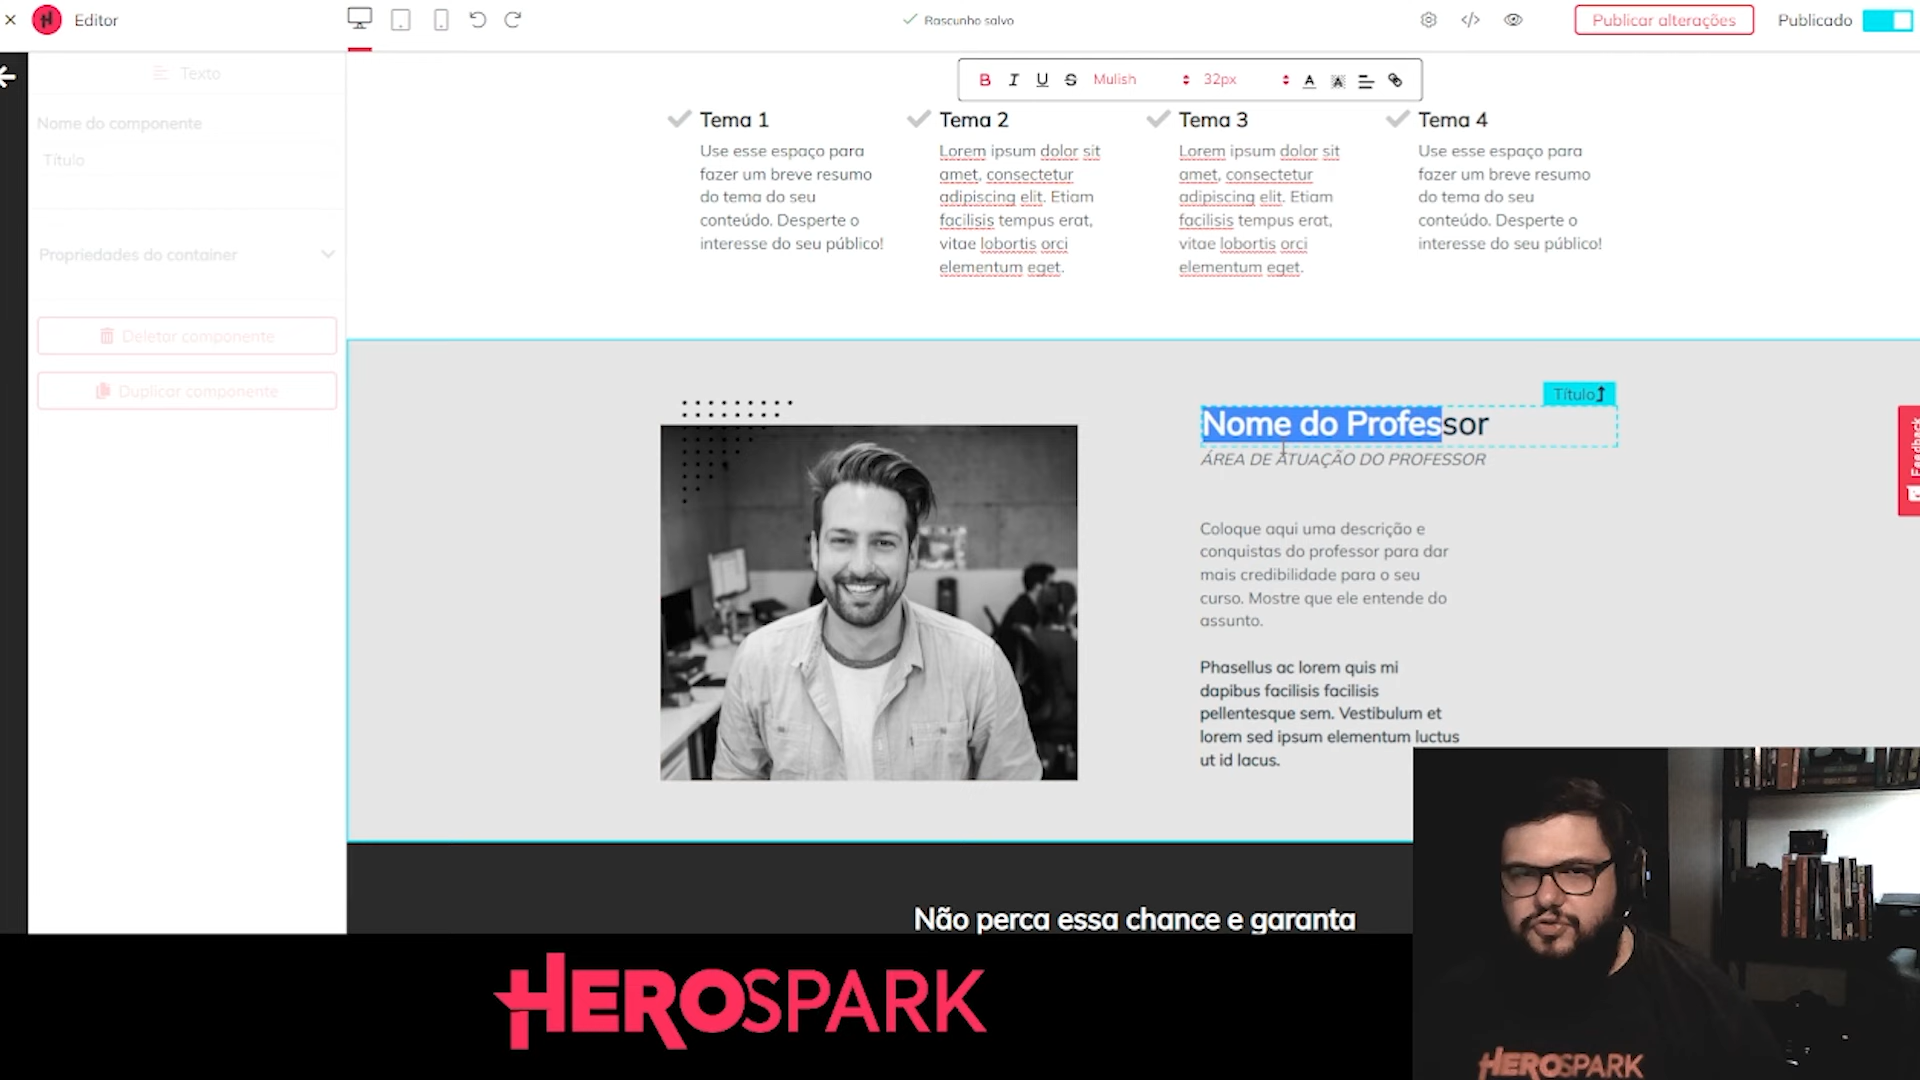 Editor
Rascunho salvo
Publicar alterações
Publicado
Texto
Nome do componente
Título
Propriedades do container
Deletar componente
Duplicar componente
B I U S Mulish 32px A A
Tema 1
Use esse espaço para
fazer um breve resumo
do tema do seu
conteúdo. Desperte o
interesse do seu público!
Tema 2
Lorem ipsum dolor sit
amet, consectetur
adipiscing elit. Etiam
facilisis tempus erat,
vitae lobortis orci
elementum eget.
Tema 3
Lorem ipsum dolor sit
amet, consectetur
adipiscing elit. Etiam
facilisis tempus erat,
vitae lobortis orci
elementum eget.
Tema 4
Use esse espaço para
fazer um breve resumo
do tema do seu
conteúdo. Desperte o
interesse do seu público!
Título
Nome do Professor
ÁREA DE ATUAÇÃO DO PROFESSOR
Coloque aqui uma descrição e
conquistas do professor para dar
mais credibilidade para o seu
curso. Mostre que ele entende do
assunto.
Phasellus ac lorem quis mi
dapibus facilisis facilisis
pellentesque sem. Vestibulum et
lorem sed ipsum elementum luctus
ut id lacus.
Feedback
Não perca essa chance e garanta
HEROSPARK
HEROSPARK